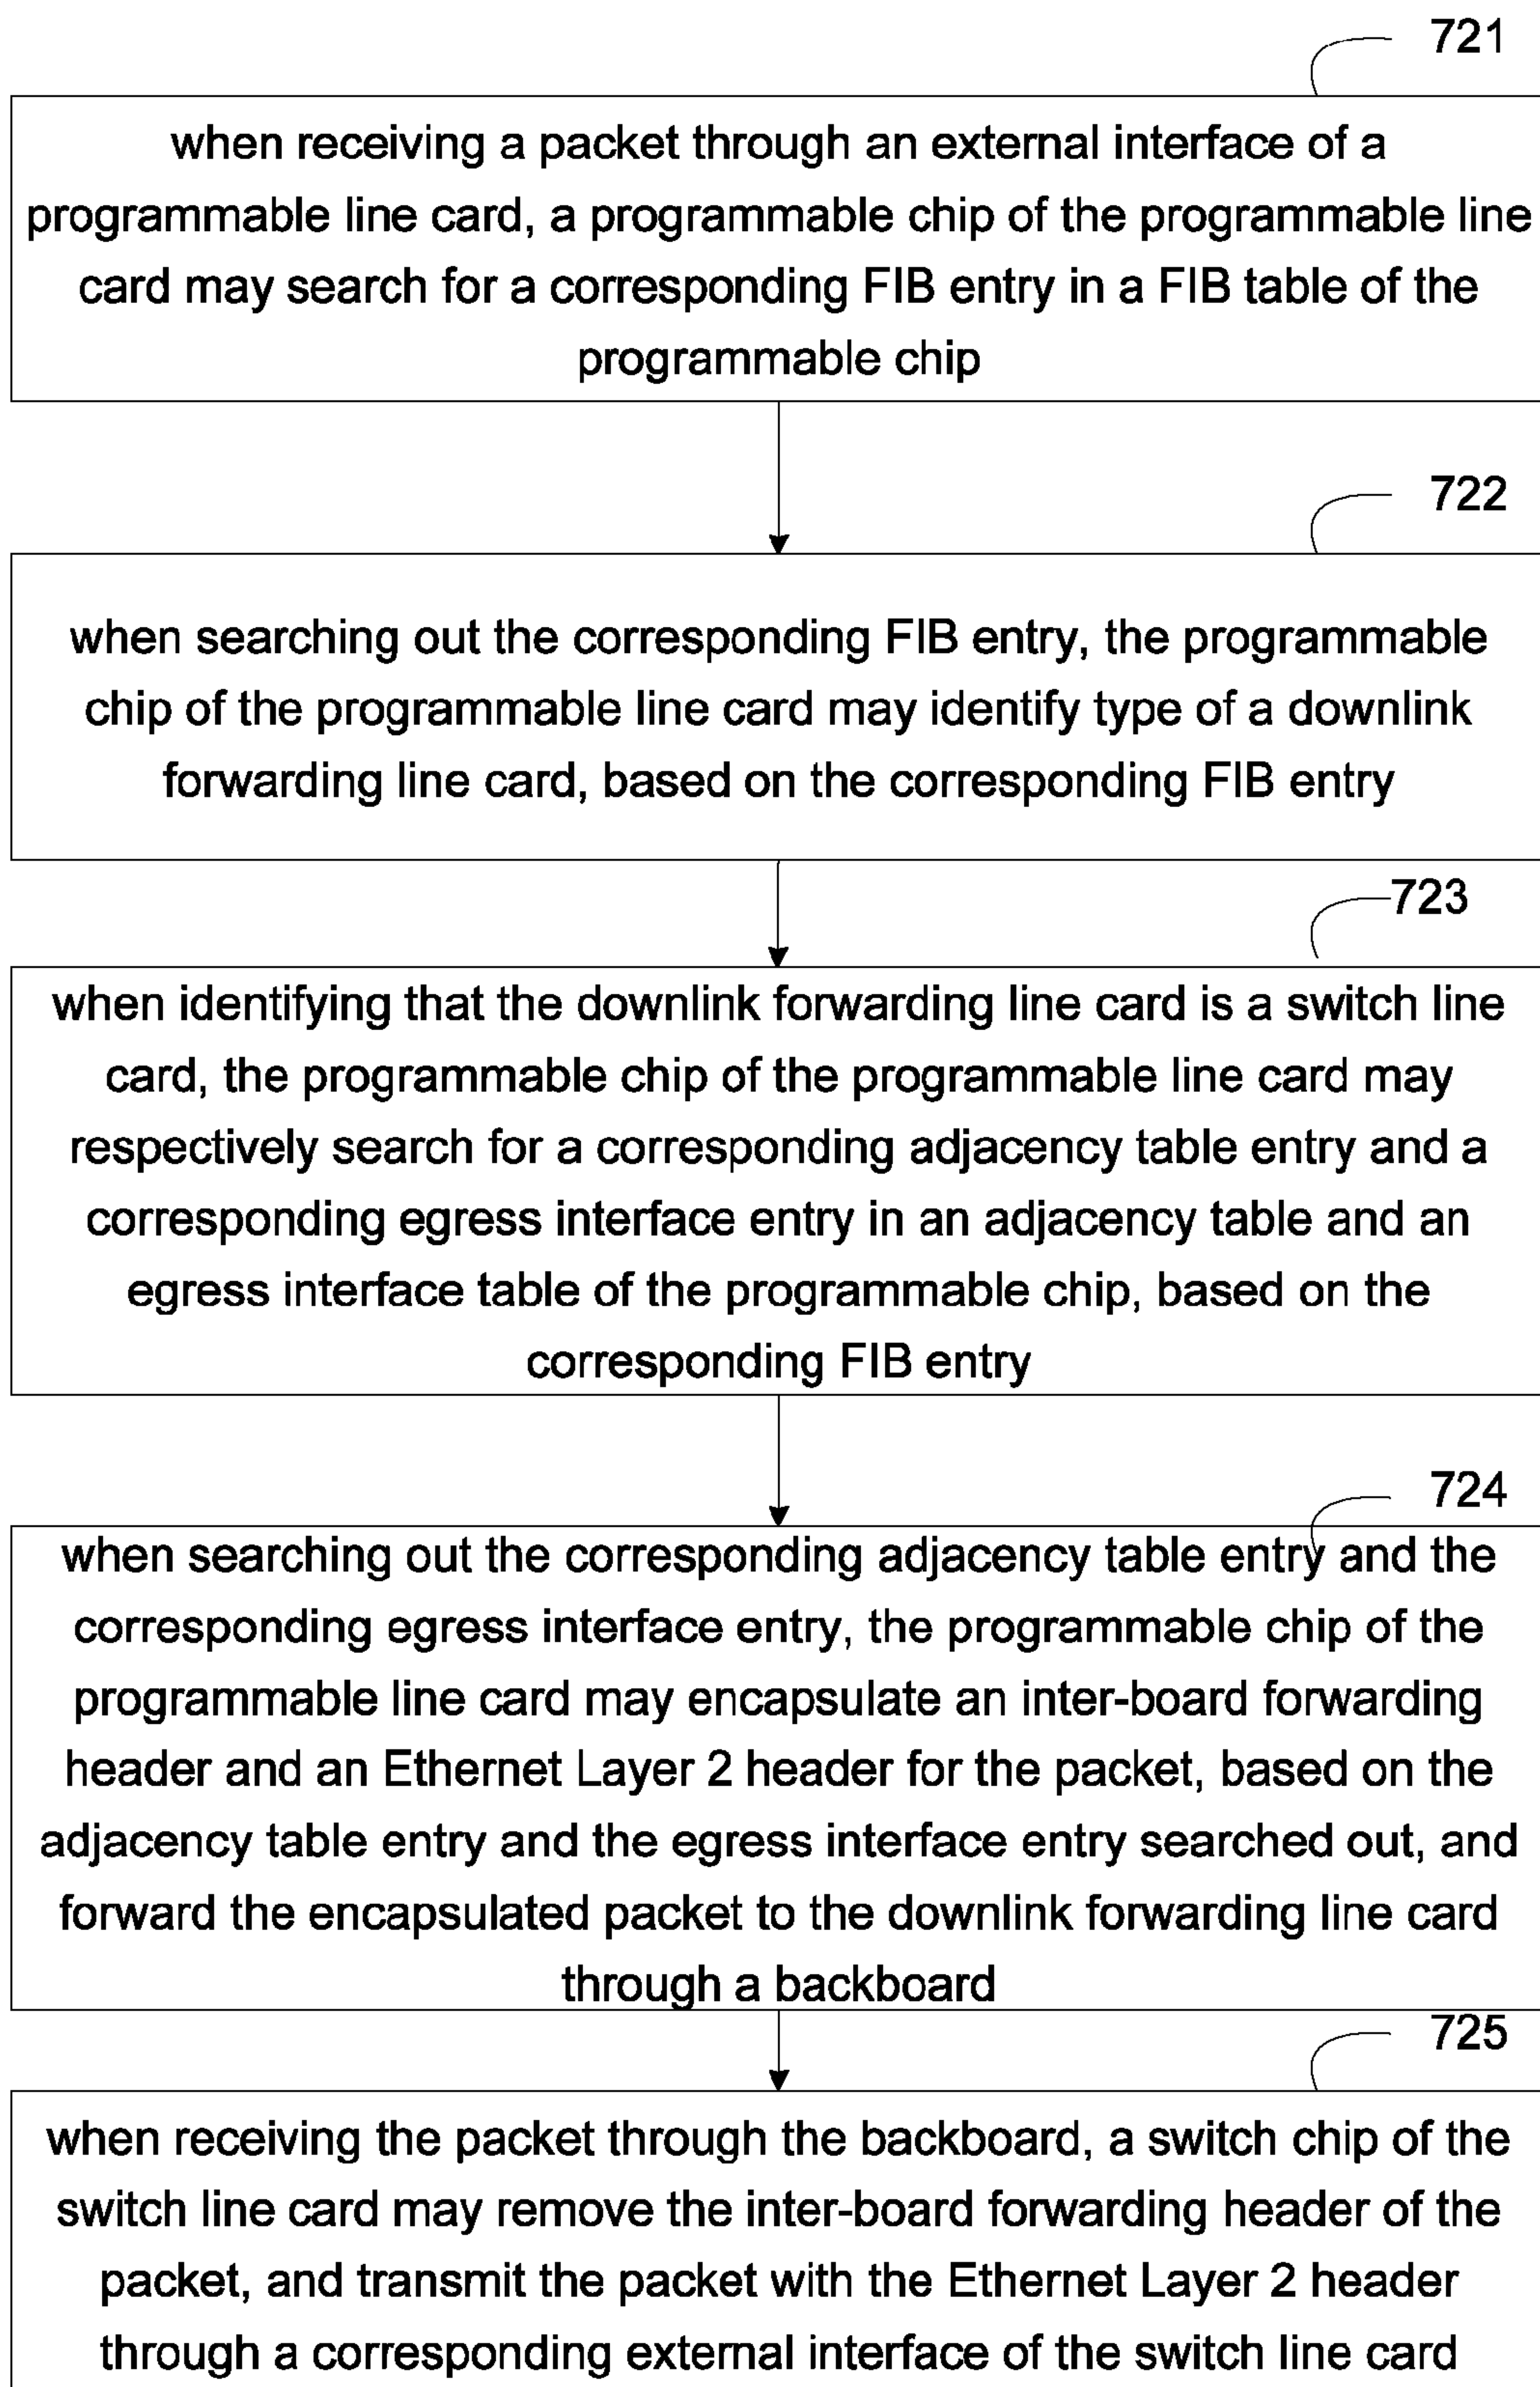 721
when receiving a packet through an external interface of a
programmable line card, a programmable chip of the programmable line
card may search for a corresponding FIB entry in a FIB table of the
programmable chip
722
when searching out the corresponding FIB entry, the programmable
chip of the programmable line card may identify type of a downlink
forwarding line card, based on the corresponding FIB entry
723
when identifying that the downlink forwarding line card is a switch line
card, the programmable chip of the programmable line card may
respectively search for a corresponding adjacency table entry and a
corresponding egress interface entry in an adjacency table and an
egress interface table of the programmable chip, based on the
corresponding FIB entry
724
when searching out the corresponding adjacency table entry and the
corresponding egress interface entry, the programmable chip of the
programmable line card may encapsulate an inter-board forwarding
header and an Ethernet Layer 2 header for the packet, based on the
adjacency table entry and the egress interface entry searched out, and
forward the encapsulated packet to the downlink forwarding line card
through a backboard
725
when receiving the packet through the backboard, a switch chip of the
switch line card may remove the inter-board forwarding header of the
packet, and transmit the packet with the Ethernet Layer 2 header
through a corresponding external interface of the switch line card